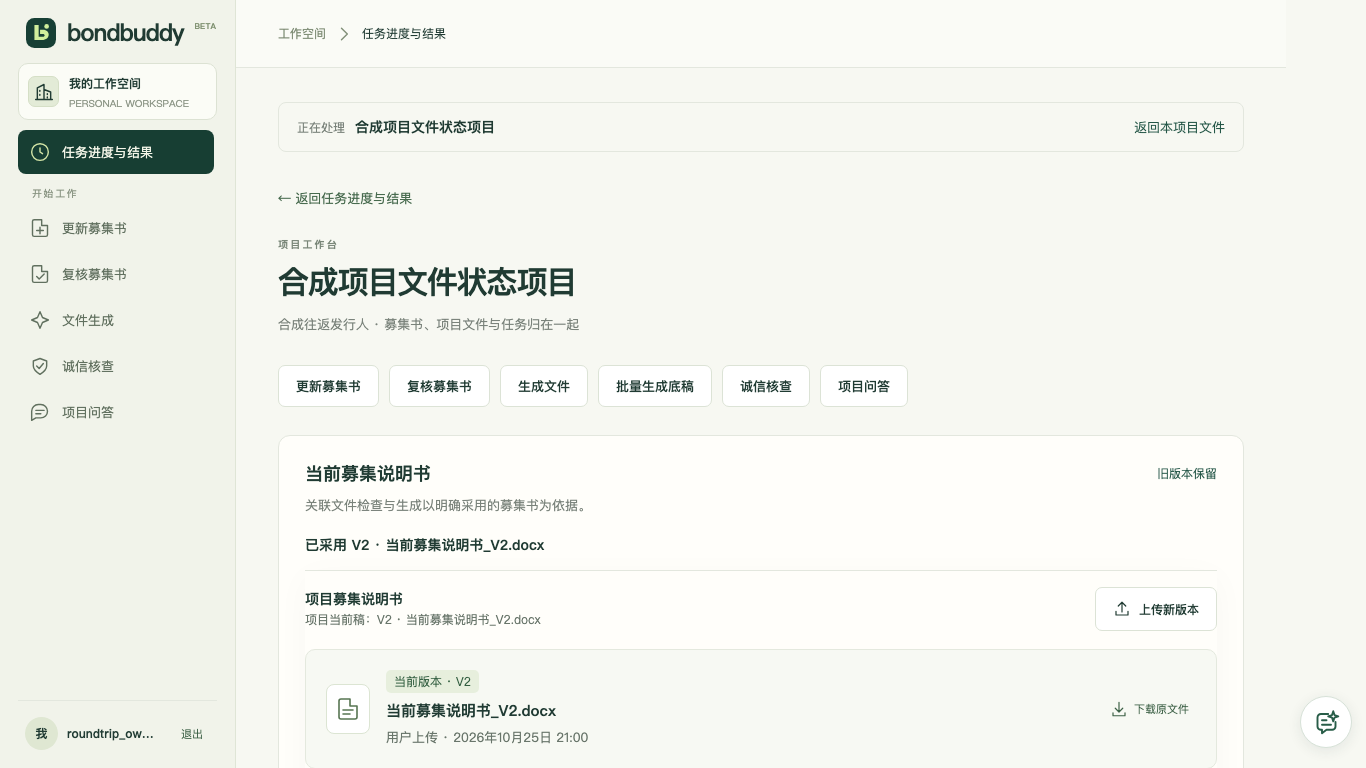 bondbuddy BETA
我的工作空间
PERSONAL WORKSPACE
任务进度与结果
开始工作
更新募集书
复核募集书
文件生成
诚信核查
项目问答
我 roundtrip_ow... 退出
工作空间 任务进度与结果
正在处理 合成项目文件状态项目 返回本项目文件
← 返回任务进度与结果
项目工作台
合成项目文件状态项目
合成往返发行人 · 募集书、项目文件与任务归在一起
更新募集书 复核募集书 生成文件 批量生成底稿 诚信核查 项目问答
当前募集说明书 旧版本保留
关联文件检查与生成以明确采用的募集书为依据。
已采用 V2 · 当前募集说明书_V2.docx
项目募集说明书
项目当前稿：V2 · 当前募集说明书_V2.docx
上传新版本
当前版本 · V2
当前募集说明书_V2.docx
用户上传 · 2026年10月25日 21:00
下载原文件